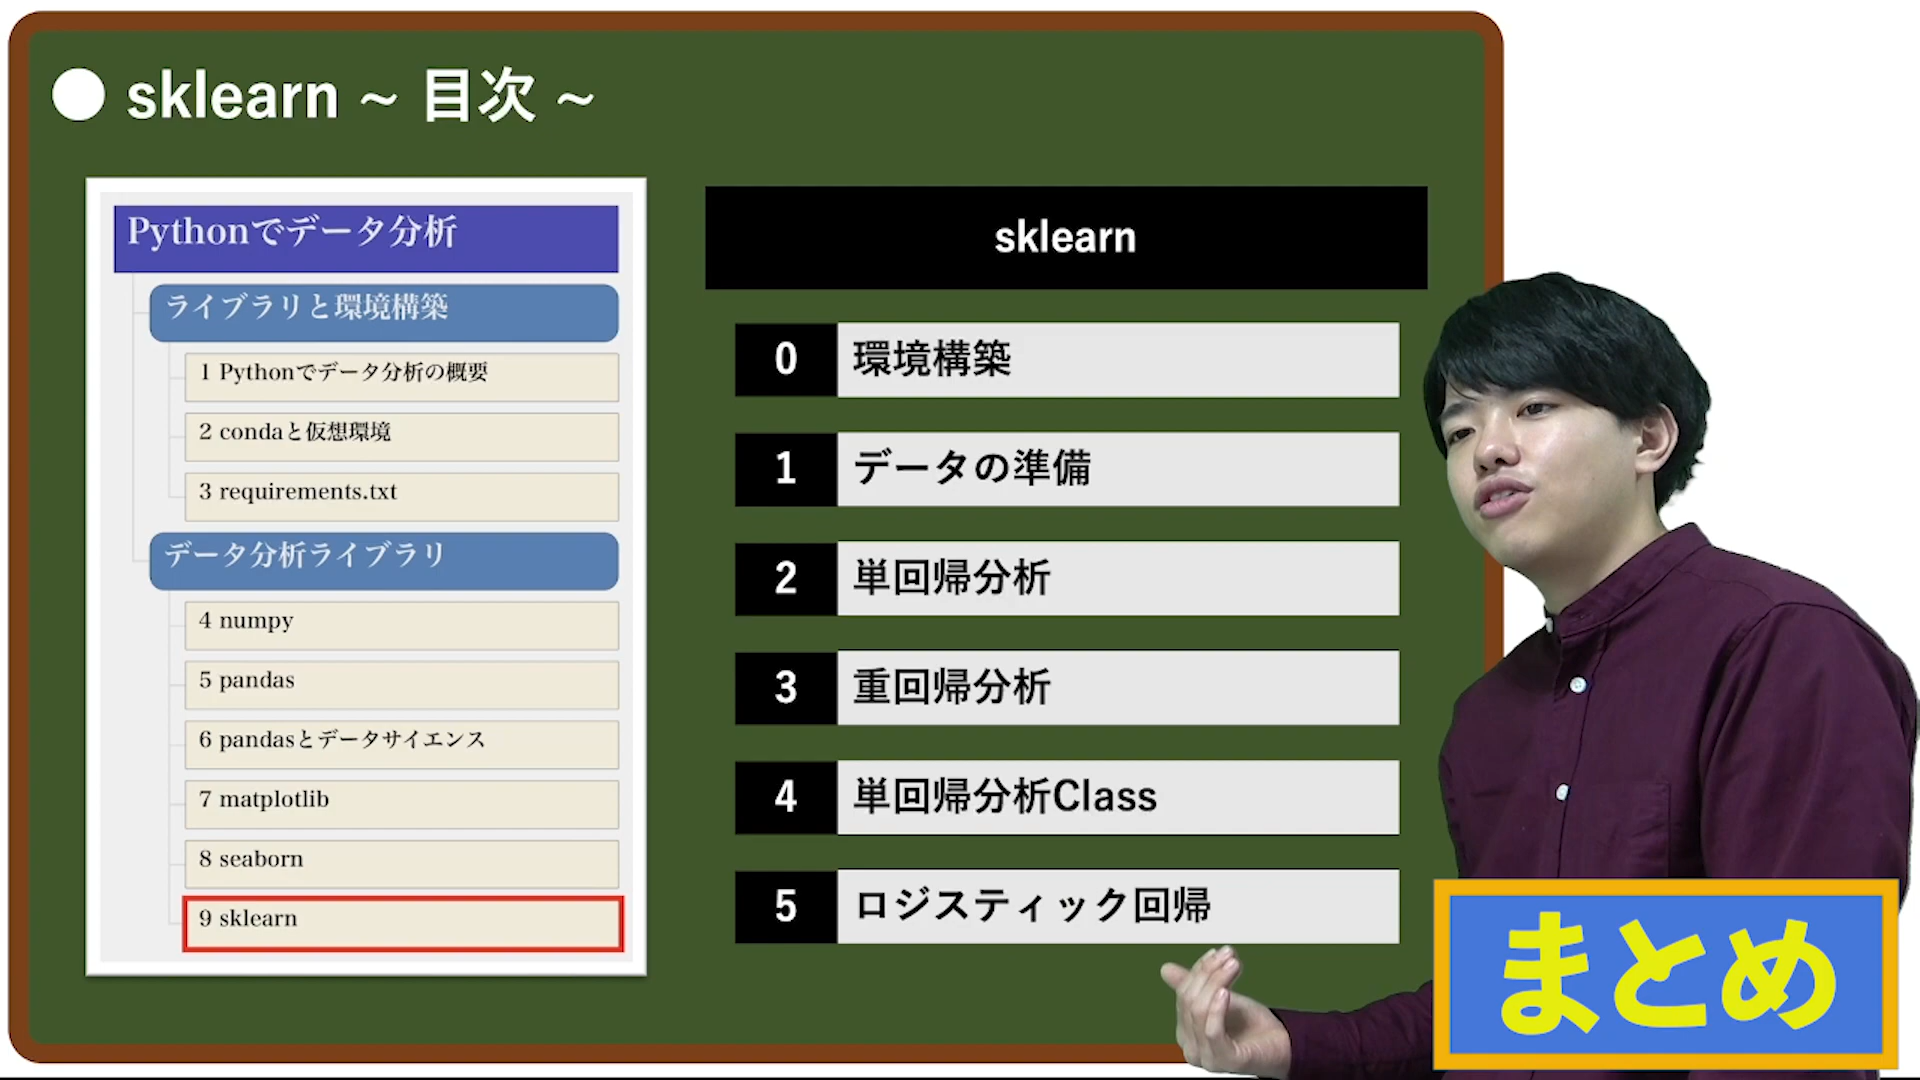 ● sklearn ~ 目次 ~
Pythonでデータ分析
ライブラリと環境構築
1 Pythonでデータ分析の概要
2 condaと仮想環境
3 requirements.txt
データ分析ライブラリ
4 numpy
5 pandas
6 pandasとデータサイエンス
7 matplotlib
8 seaborn
9 sklearn
sklearn
0 環境構築
1 データの準備
2 単回帰分析
3 重回帰分析
4 単回帰分析Class
5 ロジスティック回帰
まとめ